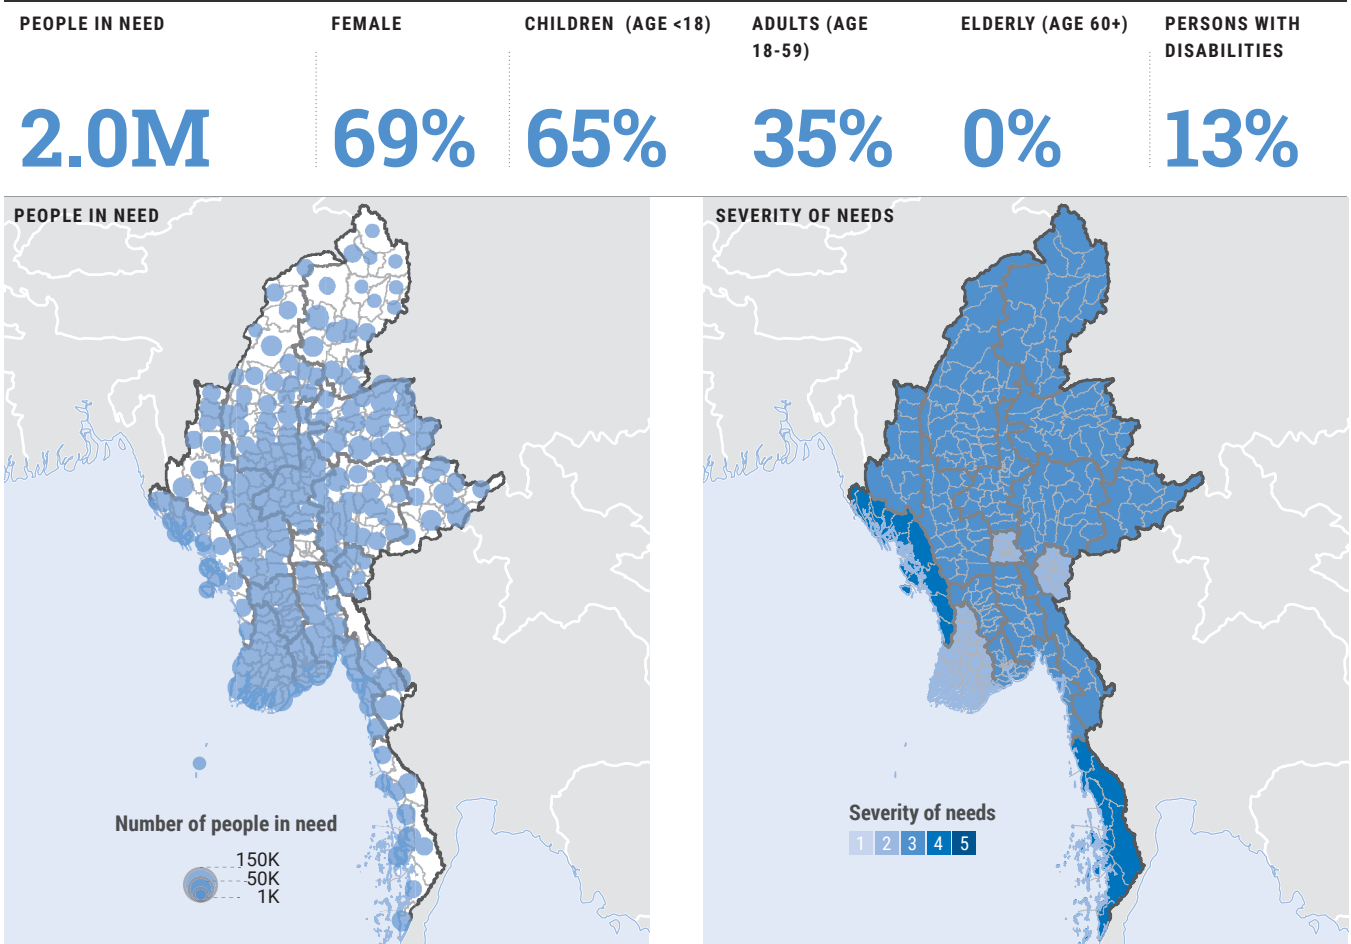 PEOPLE IN NEED
2.0M
FEMALE
69%
CHILDREN (AGE <18)
65%
ADULTS (AGE
18-59)
35%
ELDERLY (AGE 60+)
0%
PERSONS WITH
DISABILITIES
13%
PEOPLE IN NEED
Number of people in need
150K
50K
1K
SEVERITY OF NEEDS
Severity of needs
1 2 3 4 5